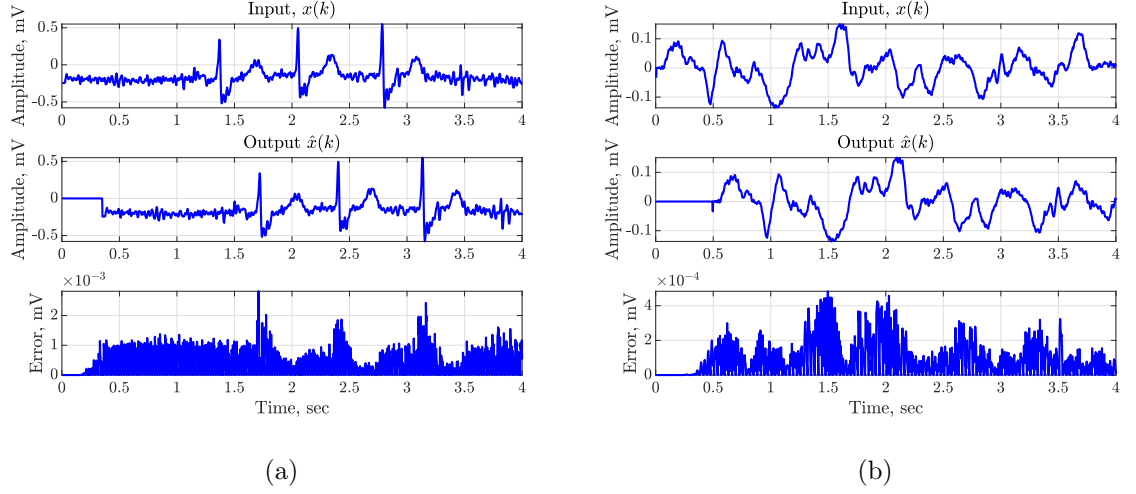 Input, x(k)
Amplitude, mV
0.5
0
-0.5
0 0.5 1 1.5 2 2.5 3 3.5 4
Output x̂(k)
Amplitude, mV
0.5
0
-0.5
0 0.5 1 1.5 2 2.5 3 3.5 4
×10⁻³
Error, mV
2
1
0
0 0.5 1 1.5 2 2.5 3 3.5 4
Time, sec
(a)
Input, x(k)
Amplitude, mV
0.1
0
-0.1
0 0.5 1 1.5 2 2.5 3 3.5 4
Output x̂(k)
Amplitude, mV
0.1
0
-0.1
0 0.5 1 1.5 2 2.5 3 3.5 4
×10⁻⁴
Error, mV
4
2
0
0 0.5 1 1.5 2 2.5 3 3.5 4
Time, sec
(b)